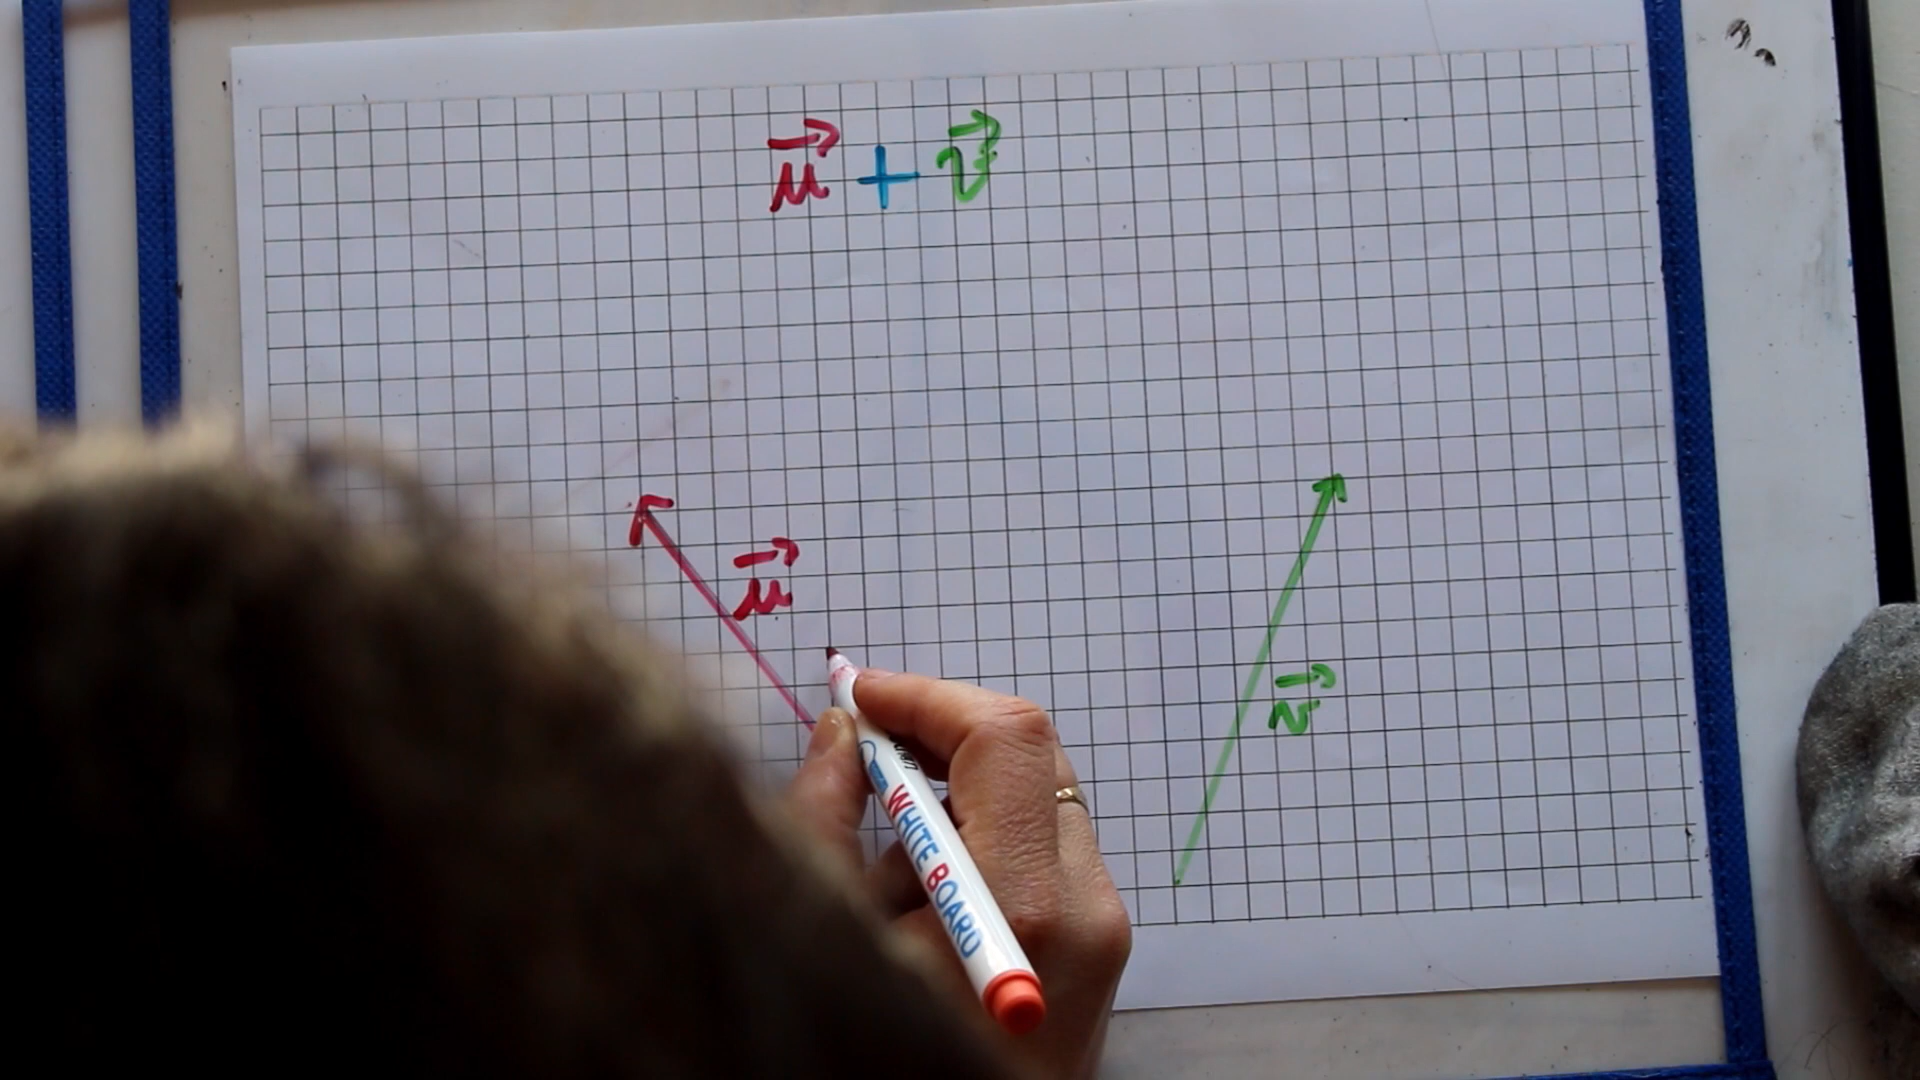 μ⃗ + v⃗
μ⃗
v⃗
WHITE BOARD